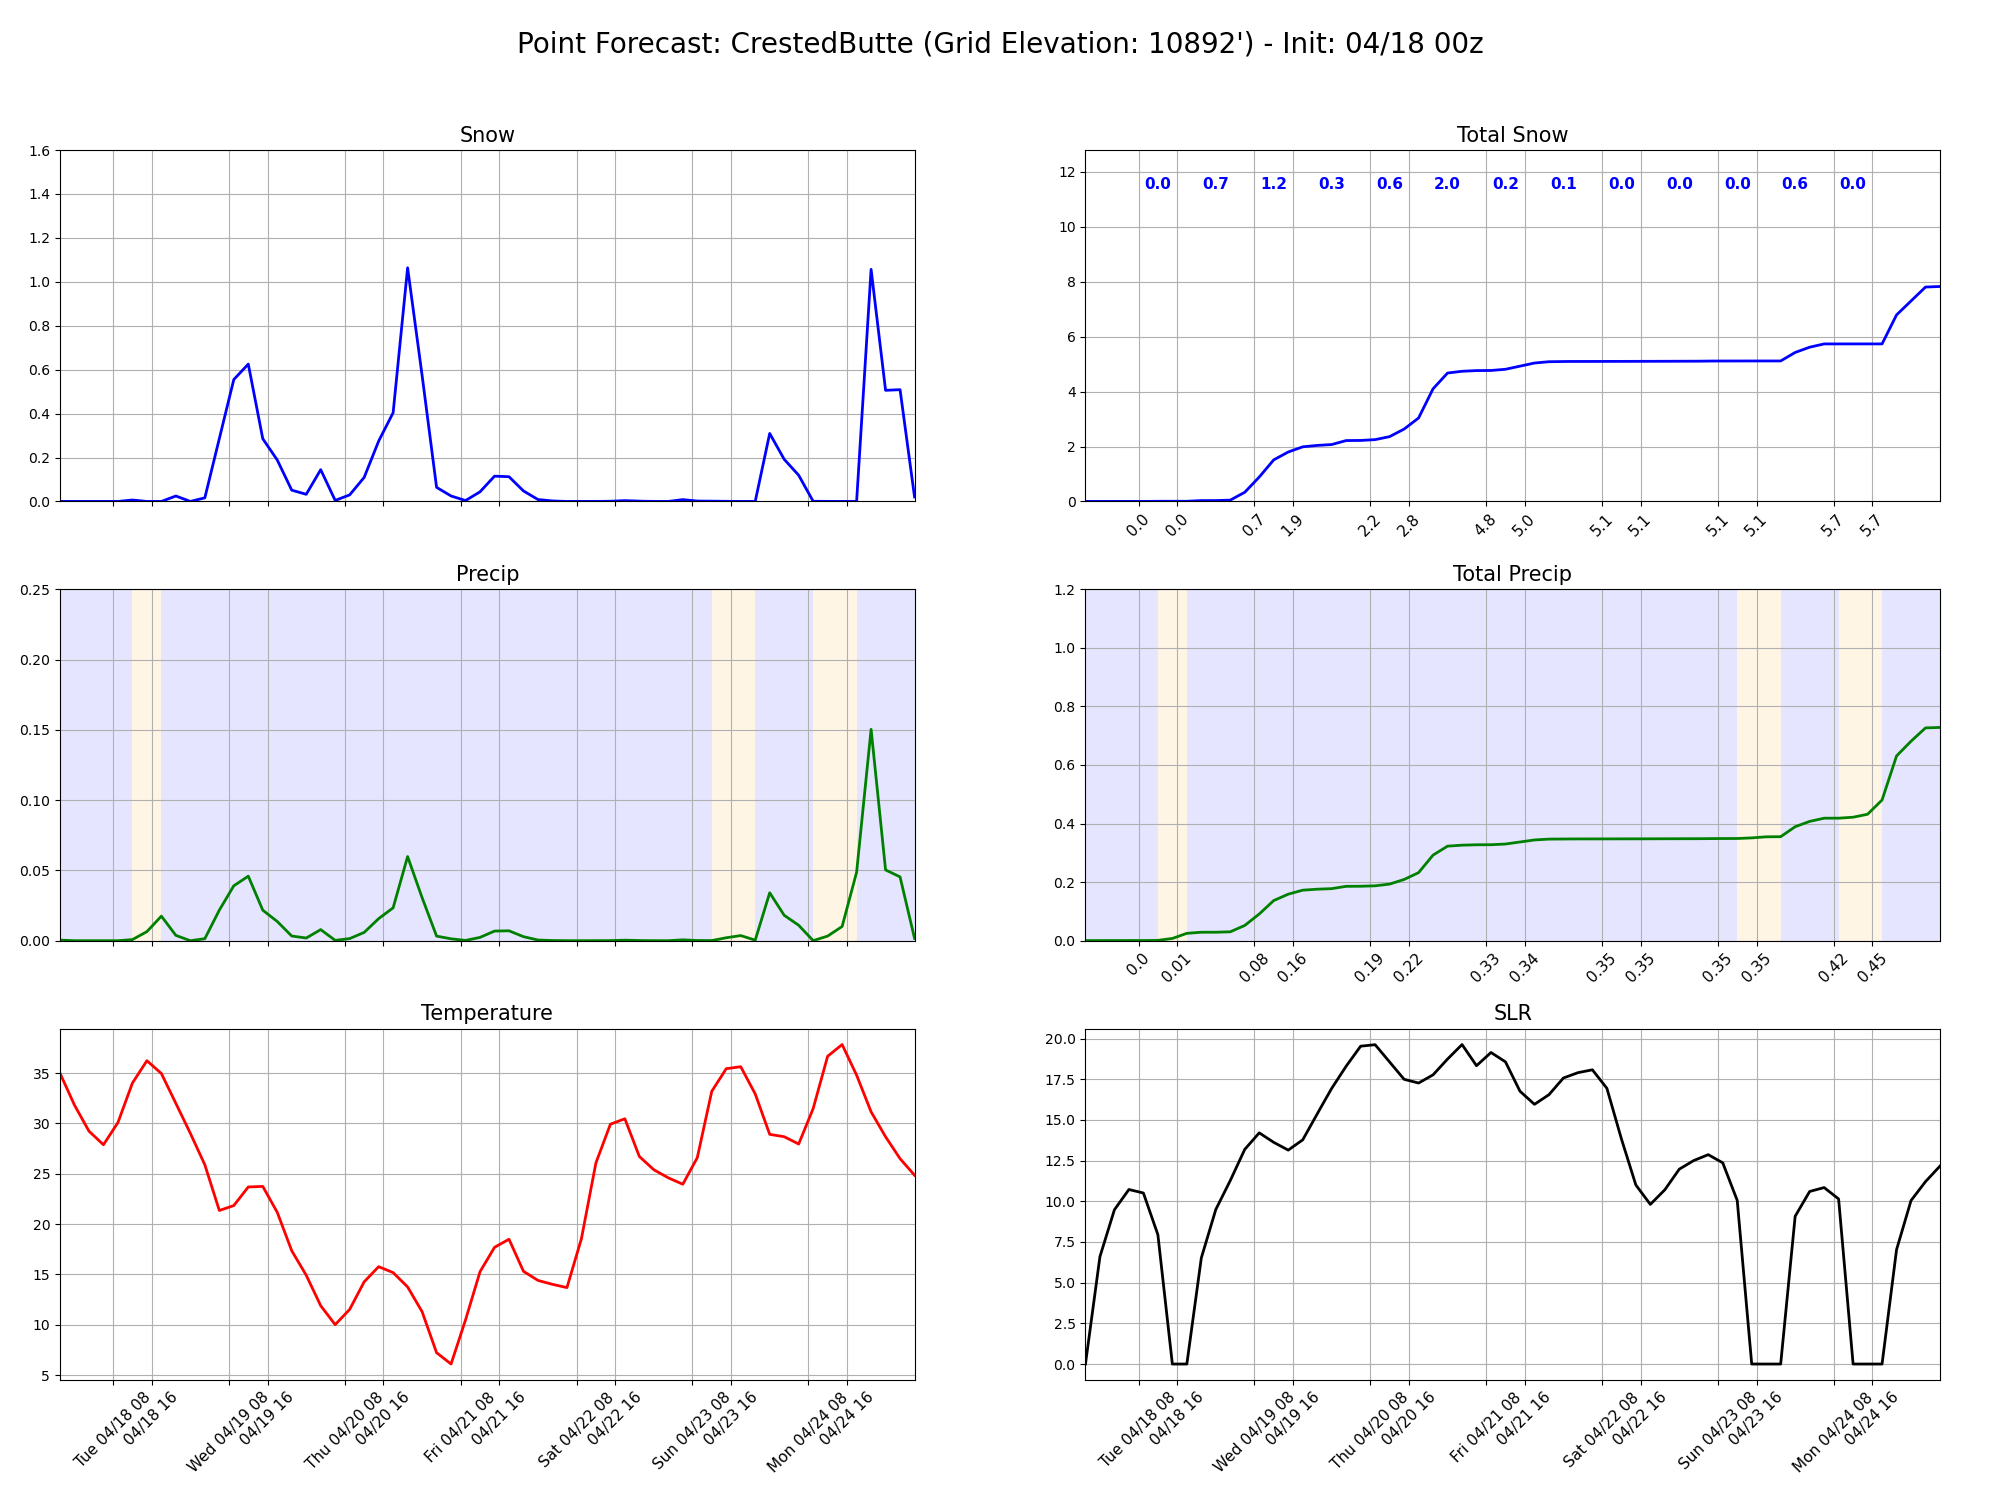 Point Forecast: CrestedButte (Grid Elevation: 10892') - Init: 04/18 00z
Snow
1.6
1.4
1.2
1.0
0.8
0.6
0.4
0.2
0.0
Total Snow
12
10
8
6
4
2
0
0.0 0.7 1.2 0.3 0.6 2.0 0.2 0.1 0.0 0.0 0.0 0.6 0.0
0.0 0.0 0.7 1.9 2.2 2.8 4.8 5.0 5.1 5.1 5.1 5.1 5.7 5.7
Precip
0.25
0.20
0.15
0.10
0.05
0.00
Total Precip
1.2
1.0
0.8
0.6
0.4
0.2
0.0
0.0 0.01 0.08 0.16 0.19 0.22 0.33 0.34 0.35 0.35 0.35 0.35 0.42 0.45
Temperature
35
30
25
20
15
10
5
Tue 04/18 08
04/18 16
Wed 04/19 08
04/19 16
Thu 04/20 08
04/20 16
Fri 04/21 08
04/21 16
Sat 04/22 08
04/22 16
Sun 04/23 08
04/23 16
Mon 04/24 08
04/24 16
SLR
20.0
17.5
15.0
12.5
10.0
7.5
5.0
2.5
0.0
Tue 04/18 08
04/18 16
Wed 04/19 08
04/19 16
Thu 04/20 08
04/20 16
Fri 04/21 08
04/21 16
Sat 04/22 08
04/22 16
Sun 04/23 08
04/23 16
Mon 04/24 08
04/24 16